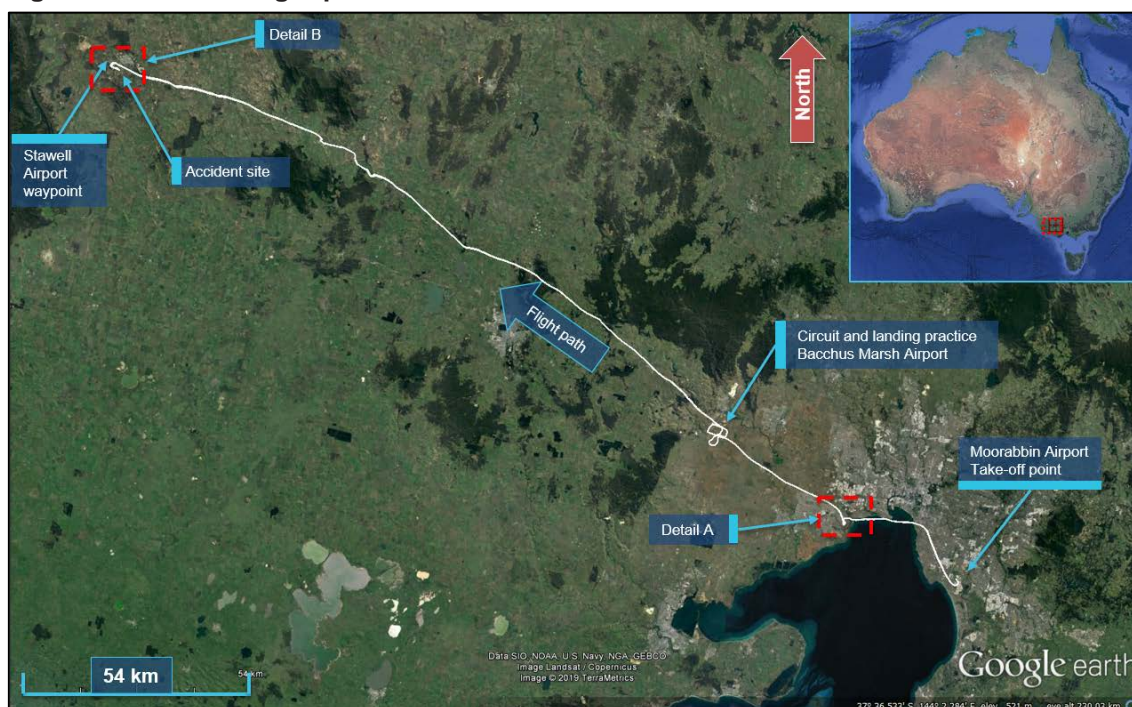 Detail B
North
Stawell
Airport
waypoint
Accident site
Flight path
Circuit and landing practice
Bacchus Marsh Airport
Moorabbin Airport
Take-off point
Detail A
54 km
54 km
Data SIO, NOAA, U.S. Navy, NGA, GEBCO
Image Landsat / Copernicus
Image © 2019 TerraMetrics
Google earth